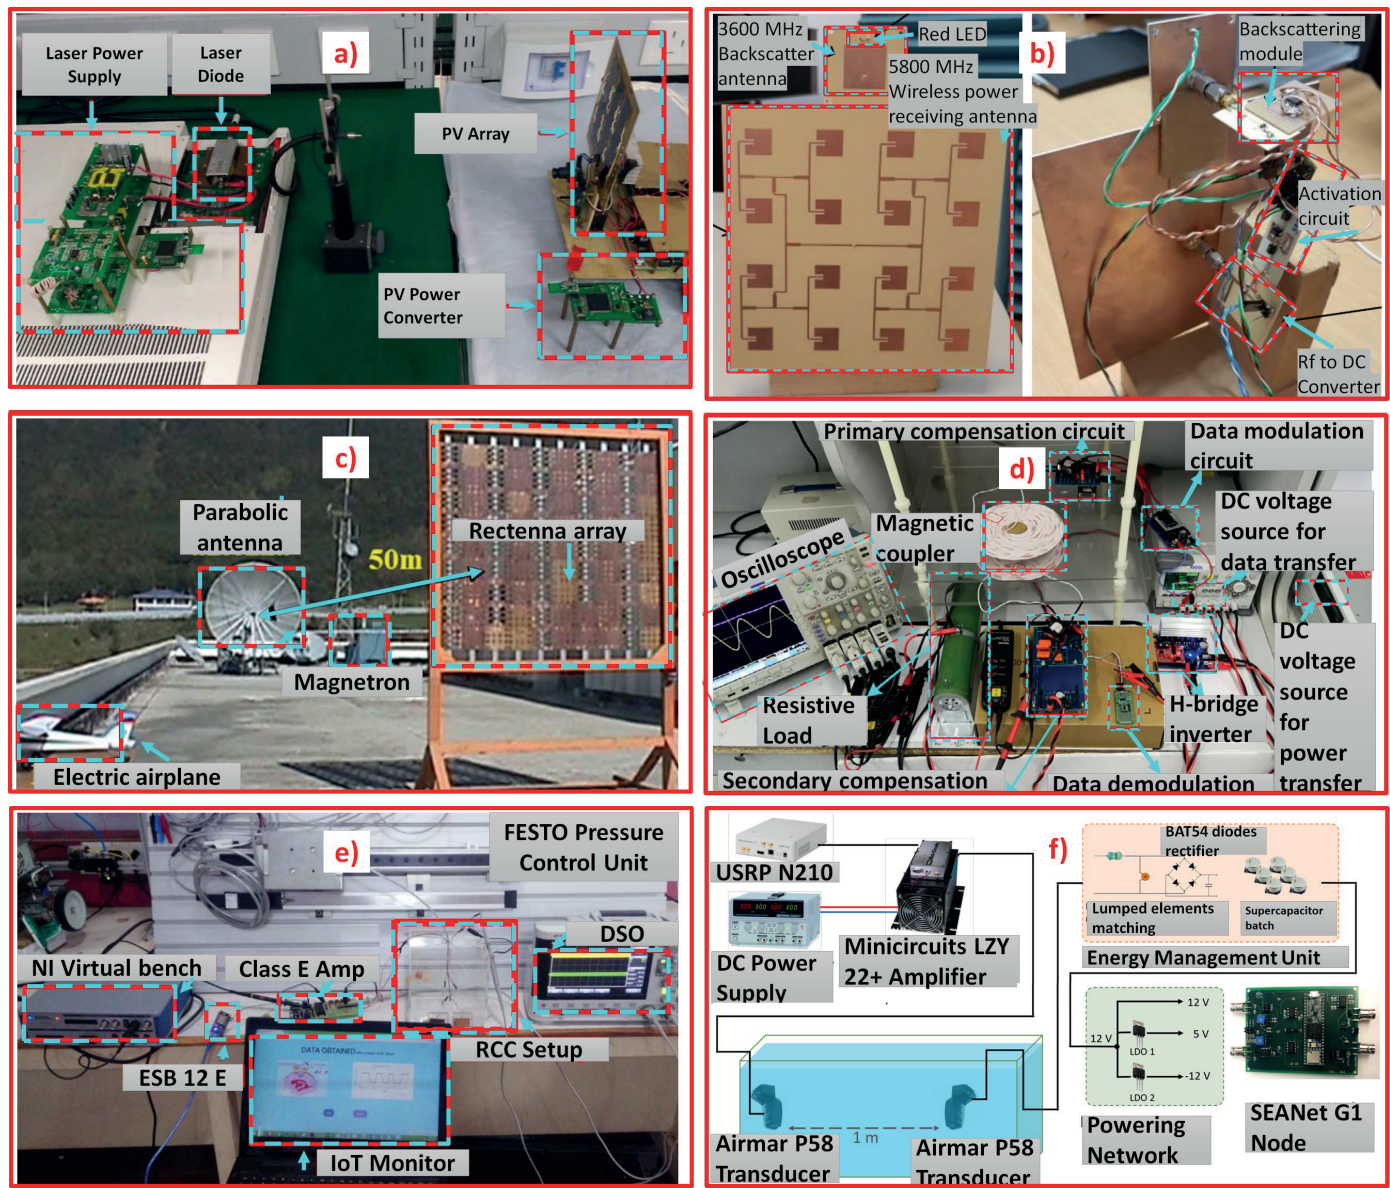 Laser Power
Supply
Laser
Diode
a)
PV Array
PV Power
Converter
3600 MHz
Backscatter
antenna
Red LED
5800 MHz
Wireless power
receiving antenna
b)
Backscattering
module
Activation
circuit
Rf to DC
Converter
c)
Parabolic
antenna
50m
Rectenna array
Magnetron
Electric airplane
Primary compensation circuit
d)
Data modulation
circuit
Oscilloscope
Magnetic
coupler
DC voltage
source for
data transfer
Resistive
Load
H-bridge
inverter
DC
voltage
source
for
power
transfer
Secondary compensation
Data demodulation
e)
FESTO Pressure
Control Unit
NI Virtual bench
Class E Amp
DSO
DATA OBTAINED
RCC Setup
ESB 12 E
IoT Monitor
USRP N210
DC Power
Supply
Minicircuits LZY
22+ Amplifier
f)
BAT54 diodes
rectifier
Lumped elements
matching
Supercapacitor
batch
Energy Management Unit
12 V
12 V
5 V
LDO 1
-12 V
LDO 2
Powering
Network
SEANet G1
Node
1 m
Airmar P58
Transducer
Airmar P58
Transducer